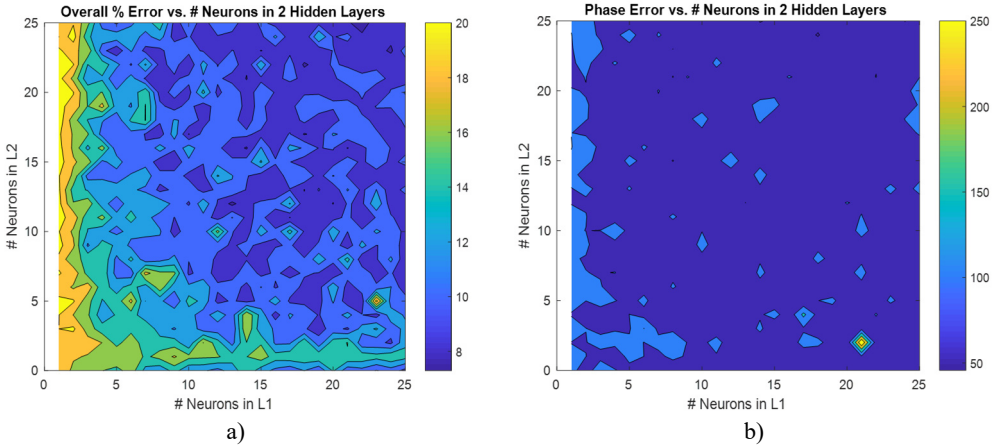 Overall % Error vs. # Neurons in 2 Hidden Layers
25
20
15
10
5
0
# Neurons in L2
0 5 10 15 20 25
# Neurons in L1
20
18
16
14
12
10
8
a)
Phase Error vs. # Neurons in 2 Hidden Layers
25
20
15
10
5
0
# Neurons in L2
0 5 10 15 20 25
# Neurons in L1
250
200
150
100
50
b)